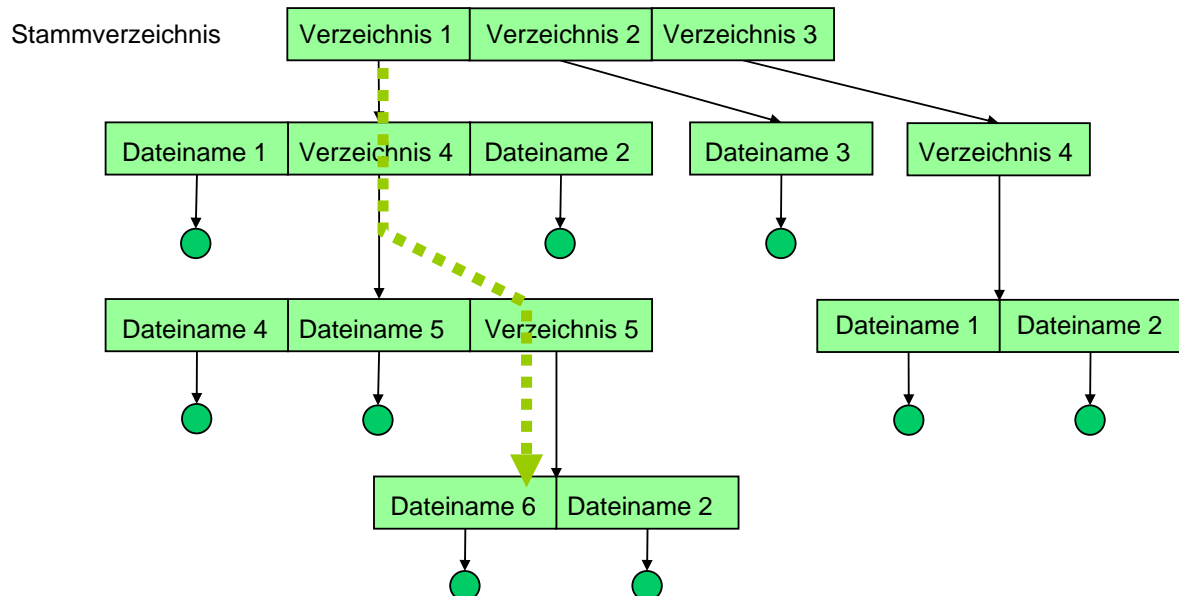 Stammverzeichnis Verzeichnis 1 Verzeichnis 2 Verzeichnis 3
Dateiname 1 Verzeichnis 4 Dateiname 2 Dateiname 3 Verzeichnis 4
Dateiname 4 Dateiname 5 Verzeichnis 5 Dateiname 1 Dateiname 2
Dateiname 6 Dateiname 2